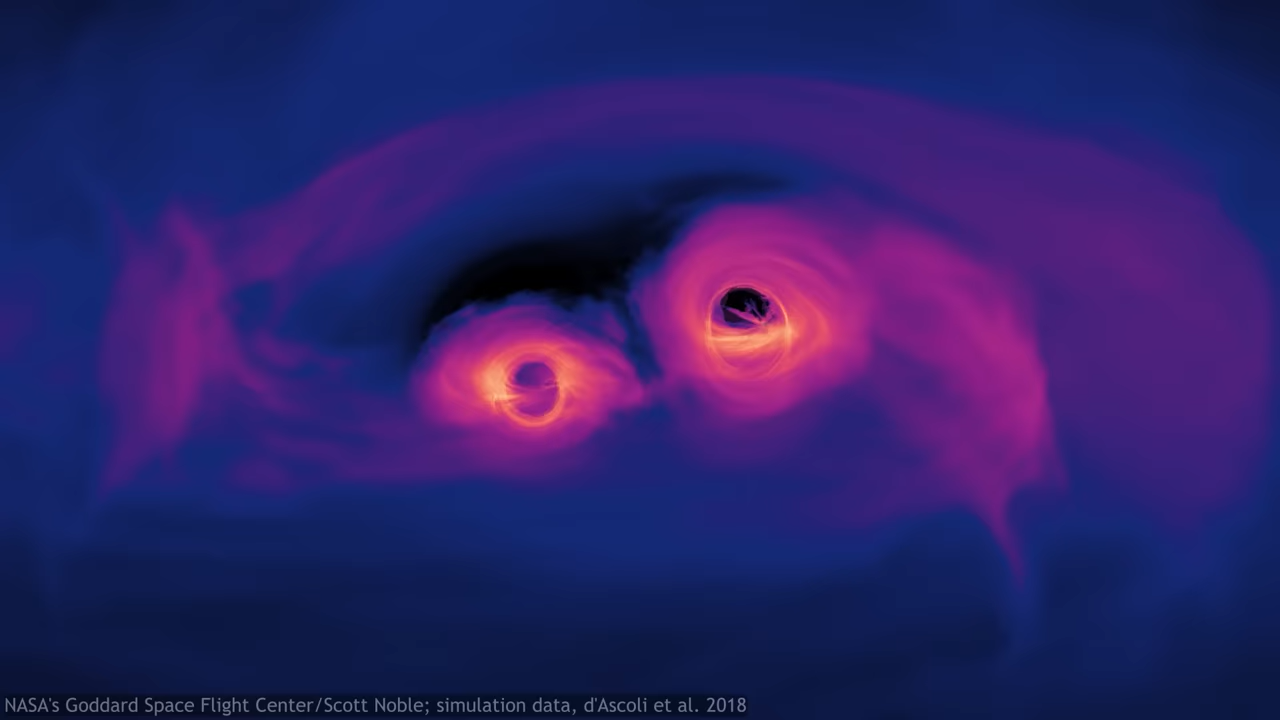 NASA's Goddard Space Flight Center/Scott Noble; simulation data, d'Ascoli et al. 2018